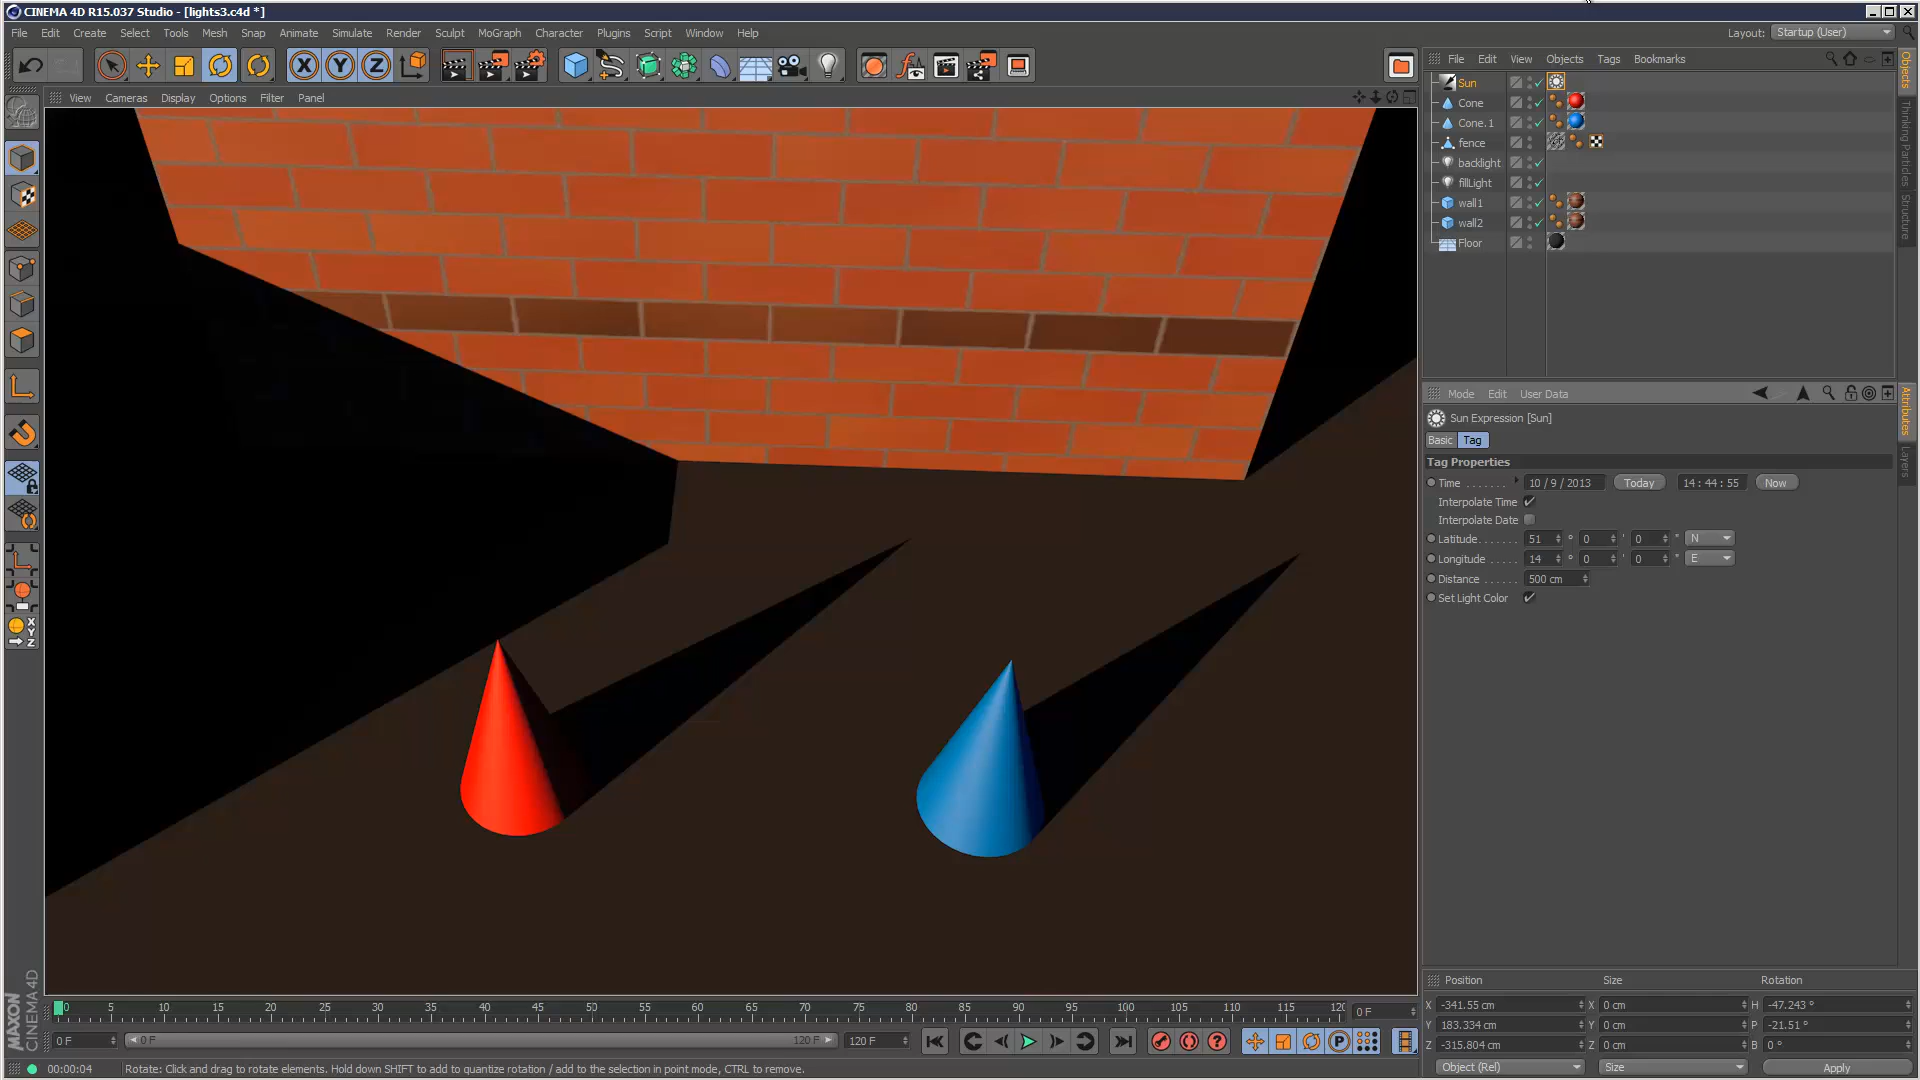 CINEMA 4D R15.037 Studio - [lights3.c4d *]
File Edit Create Select Tools Mesh Snap Animate Simulate Render Sculpt MoGraph Character Plugins Script Window Help
Layout: Startup (User)
View Cameras Display Options Filter Panel
File Edit View Objects Tags Bookmarks
Sun
Cone
Cone.1
fence
backlight
fillLight
wall1
wall2
Floor
Objects
Thinking Particles
Structure
Mode Edit User Data
Sun Expression [Sun]
Basic Tag
Tag Properties
Time 10 / 9 / 2013 Today 14 : 44 : 55 Now
Interpolate Time
Interpolate Date
Latitude 51 ° 0 ' 0 " N
Longitude 14 ° 0 ' 0 " E
Distance 500 cm
Set Light Color
Attributes
Layers
X Y Z
X Y Z
MAXON CINEMA 4D
0 5 10 15 20 25 30 35 40 45 50 55 60 65 70 75 80 85 90 95 100 105 110 115 120 0 F
0 F 0 F 120 F 120 F
P
Position Size Rotation
X -341.55 cm X 0 cm H -47.243 °
Y 183.334 cm Y 0 cm P -21.51 °
Z -315.804 cm Z 0 cm B 0 °
Object (Rel) Size Apply
00:00:04 Rotate: Click and drag to rotate elements. Hold down SHIFT to add to quantize rotation / add to the selection in point mode, CTRL to remove.